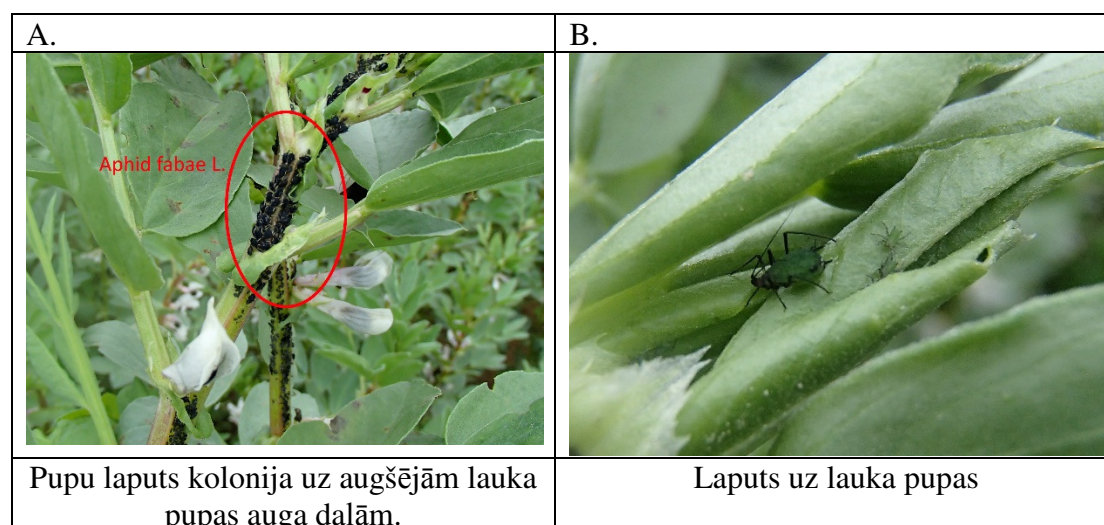 A.
B.
Aphid fabae L.
Pupu laputs kolonija uz augšējām lauka
pupas auga daļām.
Laputs uz lauka pupas